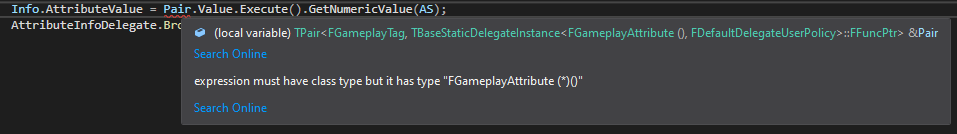 Info.AttributeValue = Pair.Value.Execute().GetNumericValue(AS);
AttributeInfoDelegate.Bro
(local variable) TPair<FGameplayTag, TBaseStaticDelegateInstance<FGameplayAttribute (), FDefaultDelegateUserPolicy>::FFuncPtr> &Pair
Search Online
expression must have class type but it has type "FGameplayAttribute (*)()"
Search Online